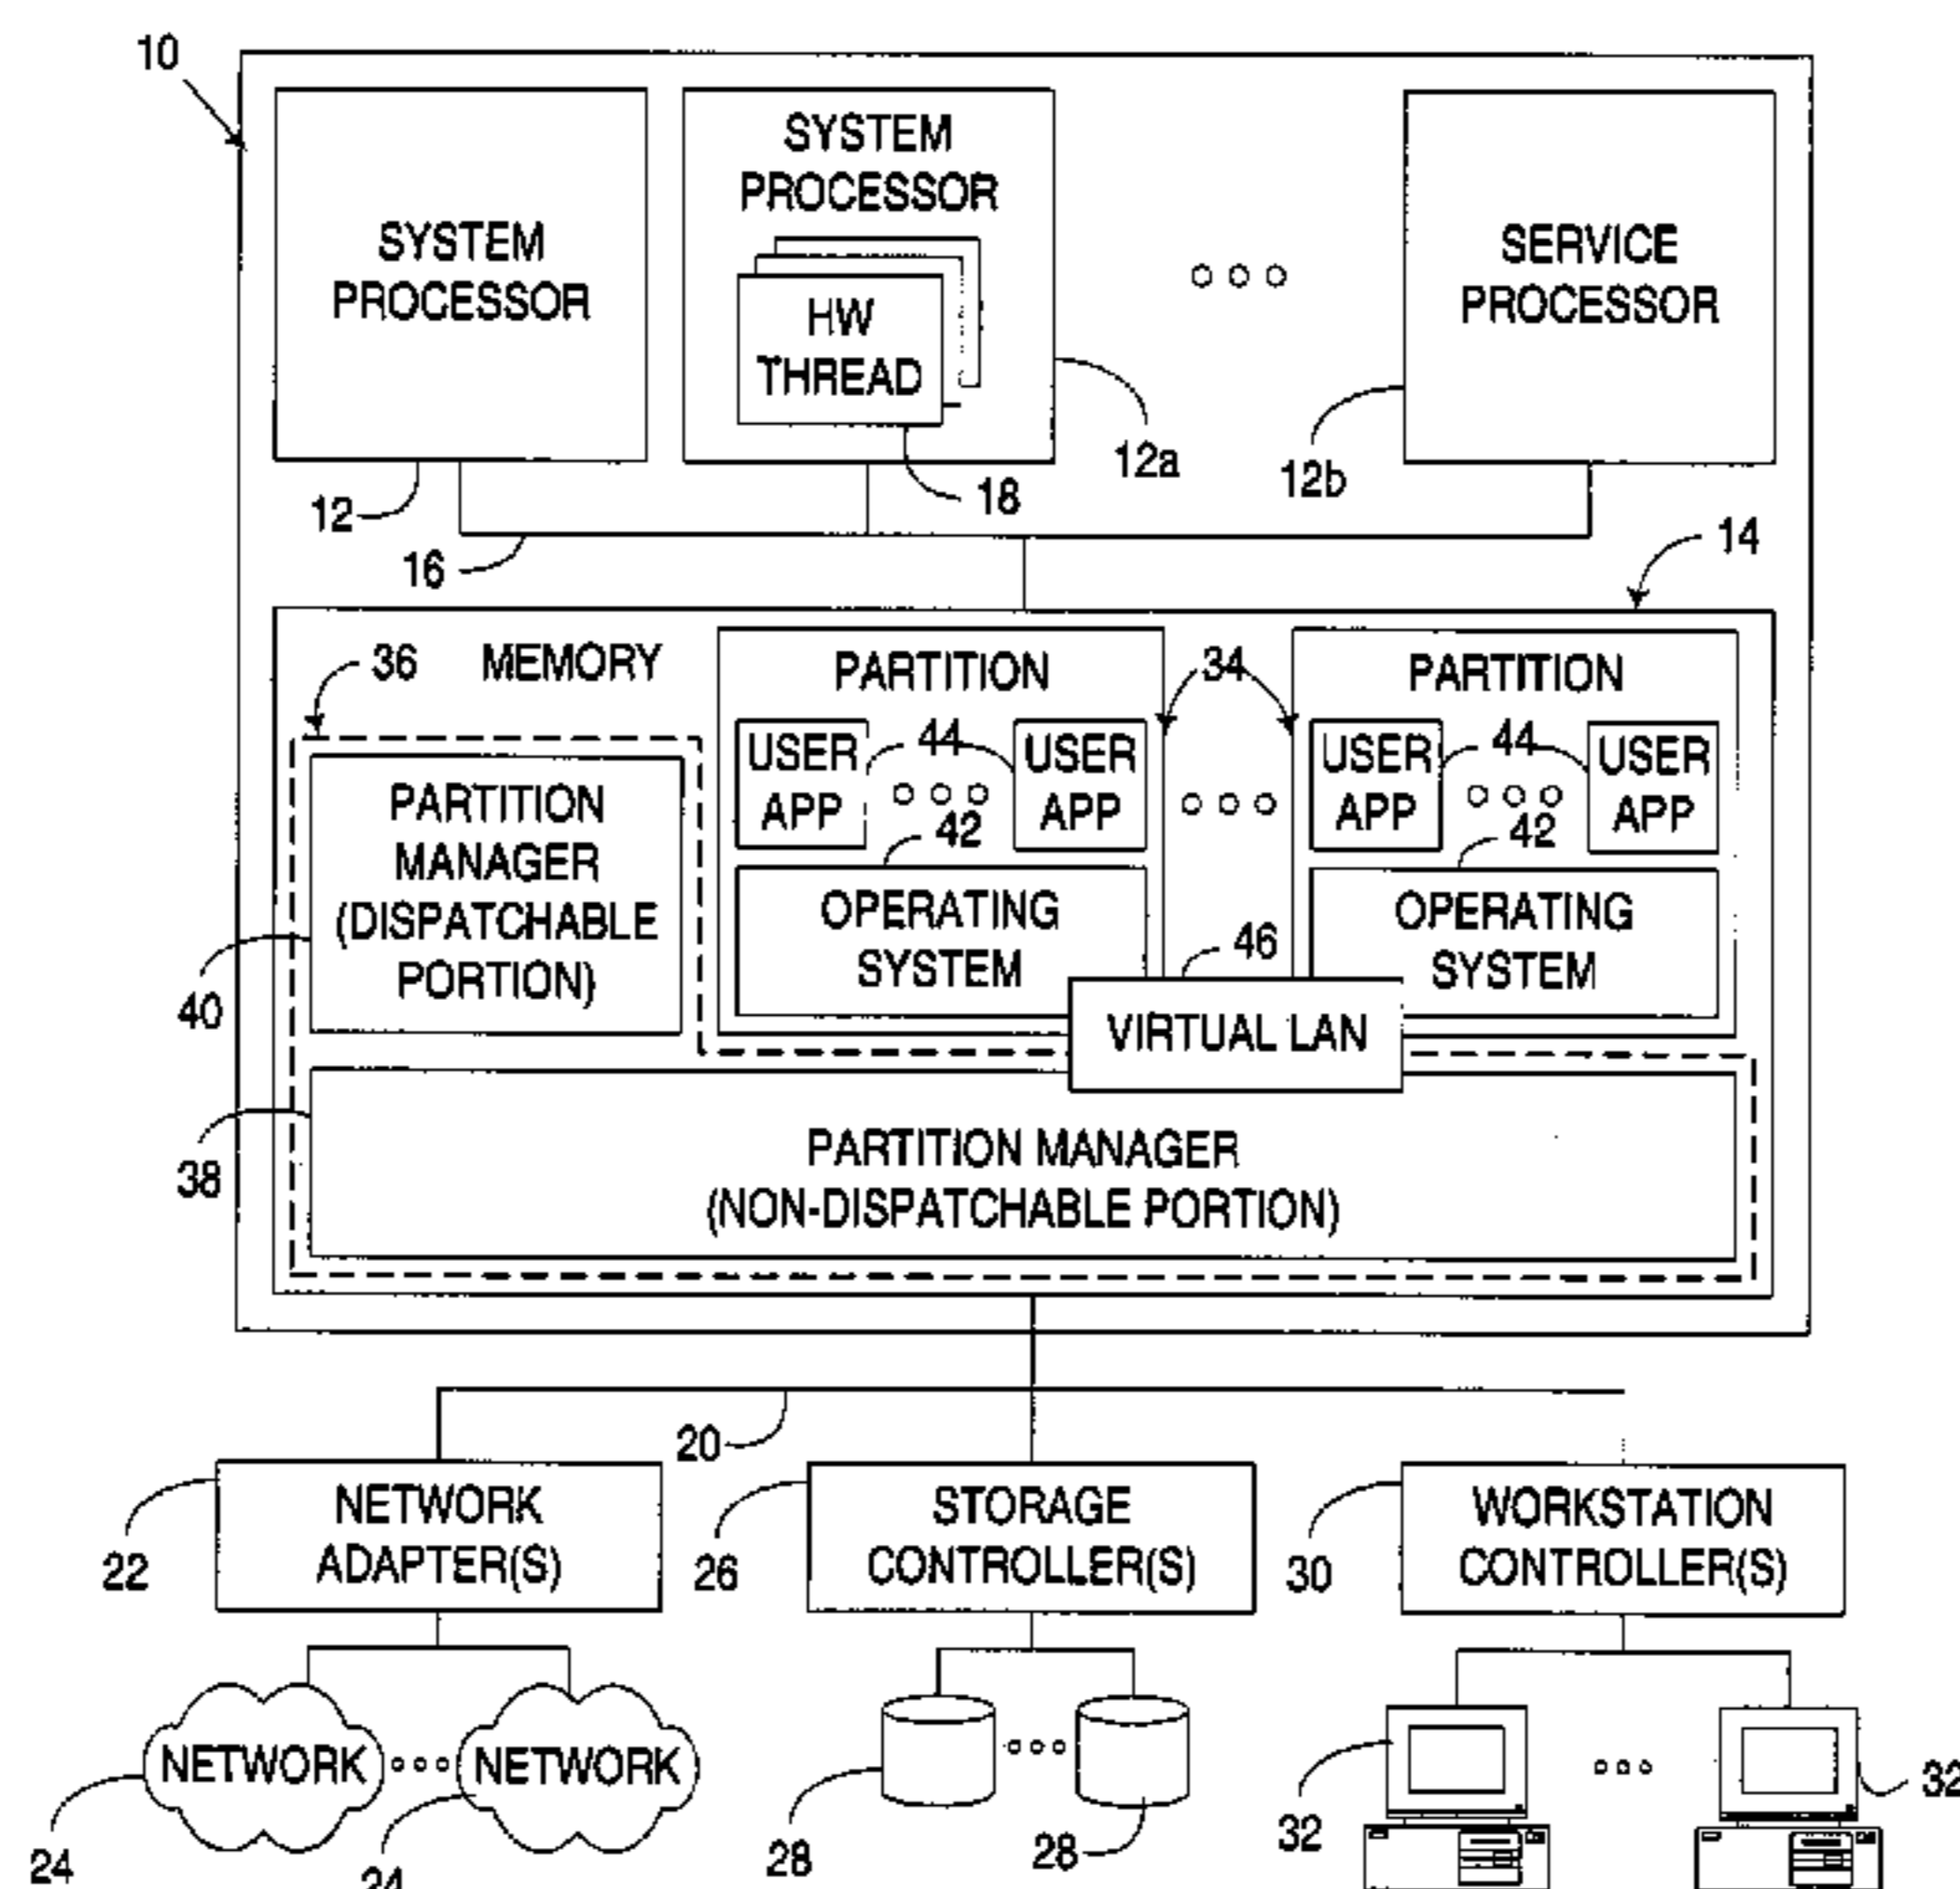 10
SYSTEM
PROCESSOR
SYSTEM
PROCESSOR
HW
THREAD
SERVICE
PROCESSOR
12
16
18
12a
12b
14
36
MEMORY
PARTITION
34
PARTITION
USER
APP
44
USER
APP
USER
APP
44
USER
APP
42
42
PARTITION
MANAGER
(DISPATCHABLE
PORTION)
OPERATING
SYSTEM
46
OPERATING
SYSTEM
40
VIRTUAL LAN
38
PARTITION MANAGER
(NON-DISPATCHABLE PORTION)
20
22
NETWORK
ADAPTER(S)
26
STORAGE
CONTROLLER(S)
30
WORKSTATION
CONTROLLER(S)
NETWORK
NETWORK
24
24
28
28
32
32